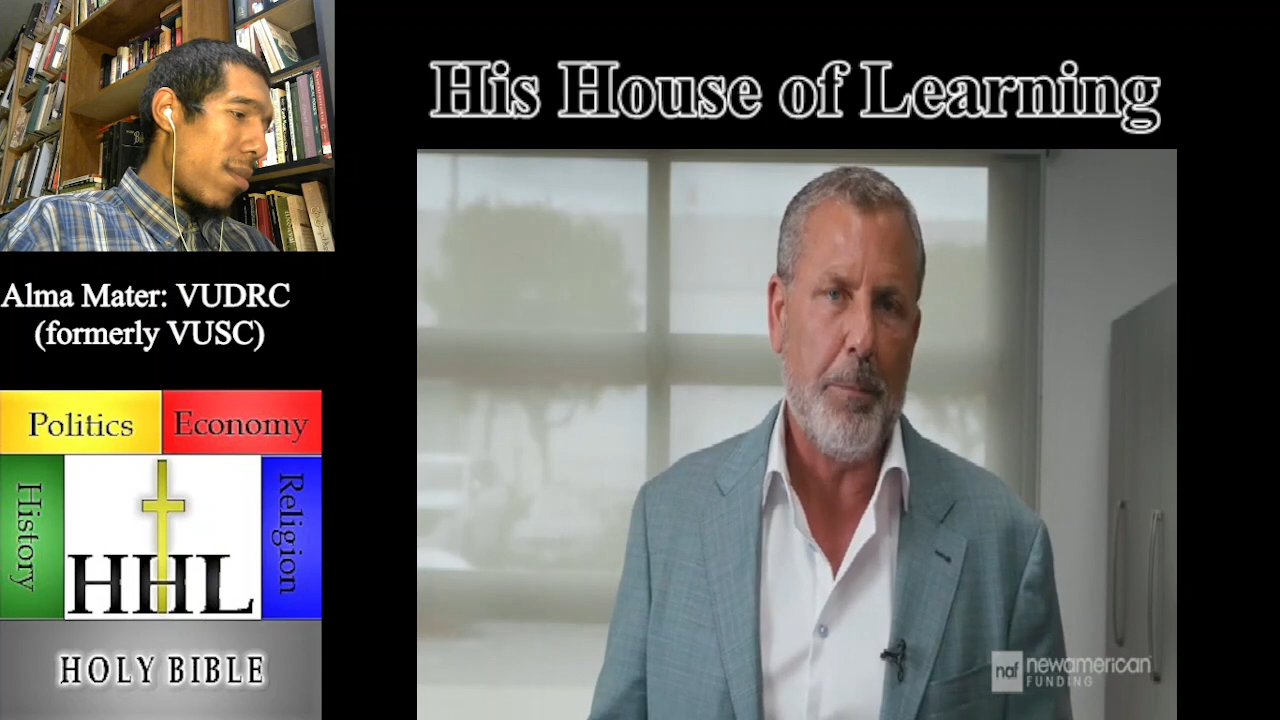 His House of Learning
Alma Mater: VUDRC
(formerly VUSC)
Politics
Economy
History
Religion
HHL
HOLY BIBLE
naf newamerican
FUNDING